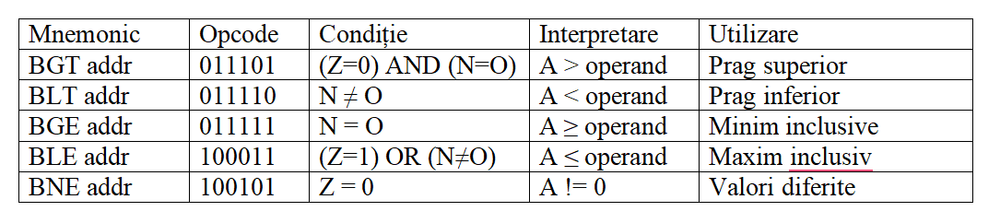 Mnemonic Opcode Condiție Interpretare Utilizare
BGT addr 011101 (Z=0) AND (N=O) A > operand Prag superior
BLT addr 011110 N ≠ O A < operand Prag inferior
BGE addr 011111 N = O A ≥ operand Minim inclusive
BLE addr 100011 (Z=1) OR (N≠O) A ≤ operand Maxim inclusiv
BNE addr 100101 Z = 0 A != 0 Valori diferite